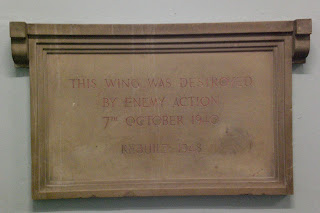 THIS WING WAS DESTROYED
BY ENEMY ACTION
7TH OCTOBER
REBUILT